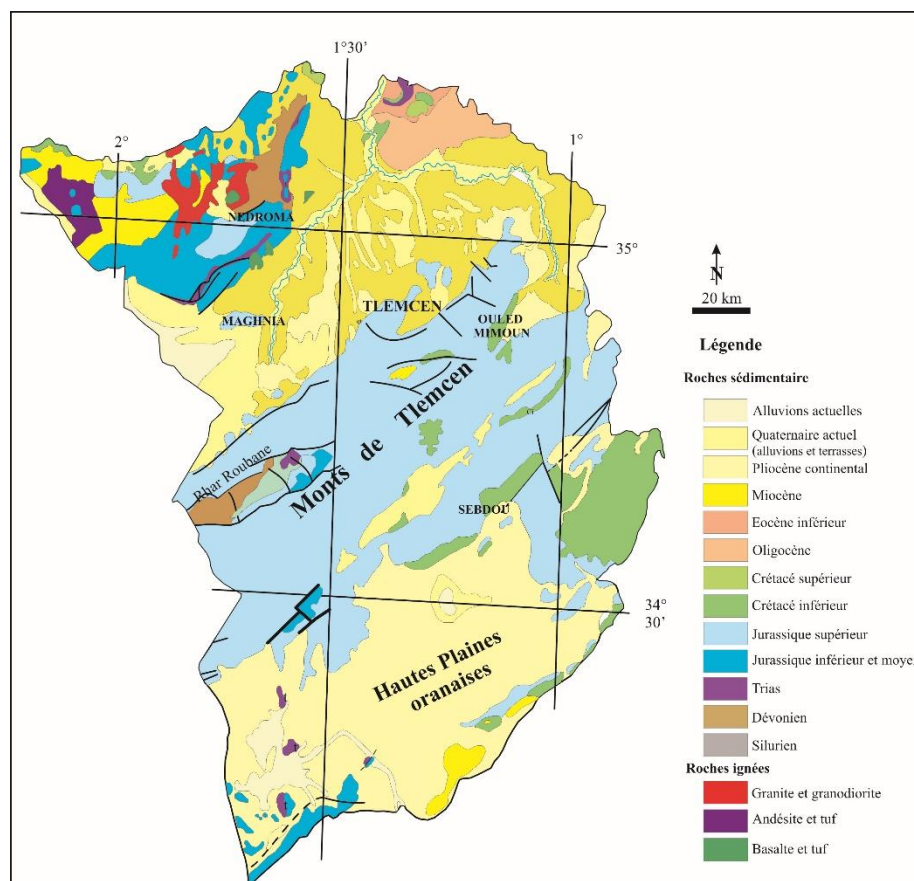 1°30'
2°
1°
NEDROMA
35°
MAGHNIA
TLEMCEN
OULED
MIMOUN
Monts de Tlemcen
Rhar Roubane
SEBDOU
34°
30'
Hautes Plaines
oranaises
N
20 km
Légende
Roches sédimentaire
Alluvions actuelles
Quaternaire actuel
(alluvions et terrasses)
Pliocène continental
Miocène
Eocène inférieur
Oligocène
Crétacé supérieur
Crétacé inférieur
Jurassique supérieur
Jurassique inférieur et moye
Trias
Dévonien
Silurien
Roches ignées
Granite et granodiorite
Andésite et tuf
Basalte et tuf